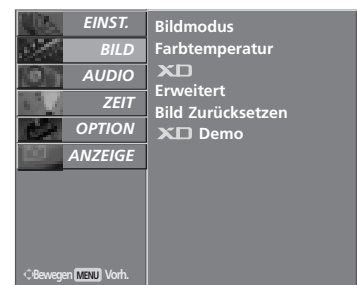 EINST.
BILD
AUDIO
ZEIT
OPTION
ANZEIGE
Bewegen MENU Vorh.
Bildmodus
Farbtemperatur
XD
Erweitert
Bild Zurücksetzen
XD Demo